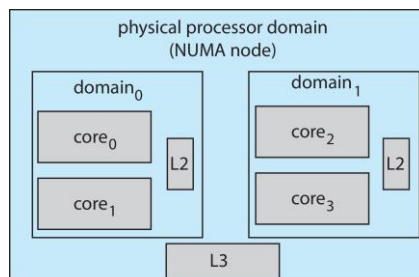 physical processor domain
(NUMA node)
domain₀
core₀
L2
core₁
domain₁
core₂
L2
core₃
L3